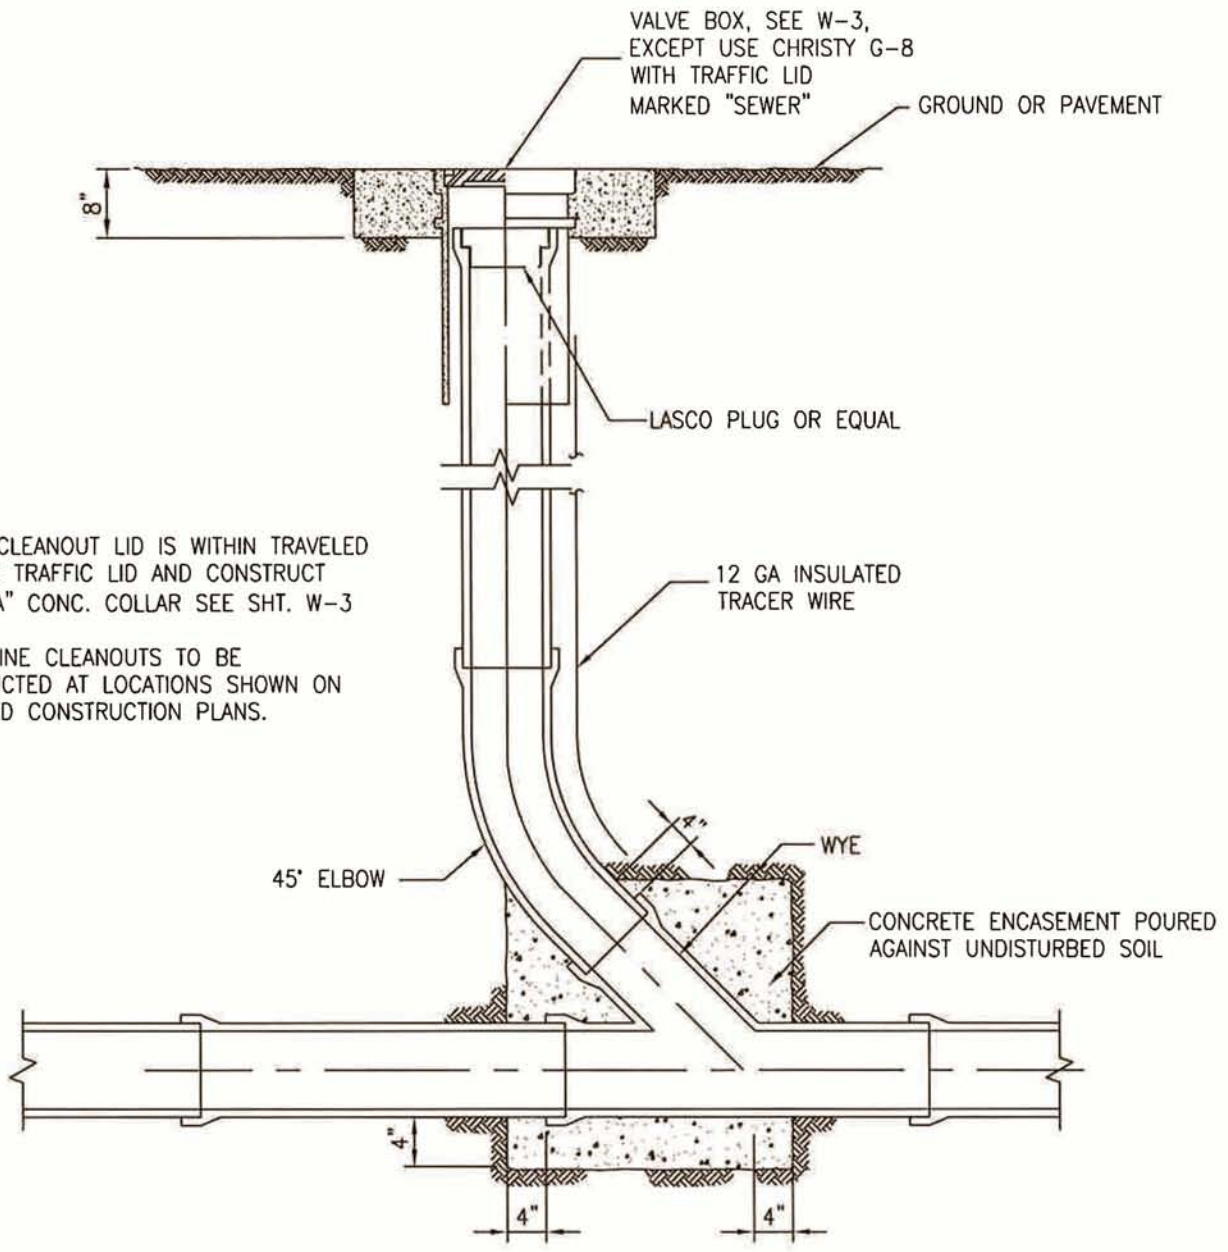 VALVE BOX, SEE W-3,
EXCEPT USE CHRISTY G-8
WITH TRAFFIC LID
MARKED "SEWER"
GROUND OR PAVEMENT
8"
LASCO PLUG OR EQUAL
CLEANOUT LID IS WITHIN TRAVELED
TRAFFIC LID AND CONSTRUCT
A" CONC. COLLAR SEE SHT. W-3
INE CLEANOUTS TO BE
CTED AT LOCATIONS SHOWN ON
D CONSTRUCTION PLANS.
12 GA INSULATED
TRACER WIRE
4"
WYE
45° ELBOW
CONCRETE ENCASEMENT POURED
AGAINST UNDISTURBED SOIL
4"
4"
4"